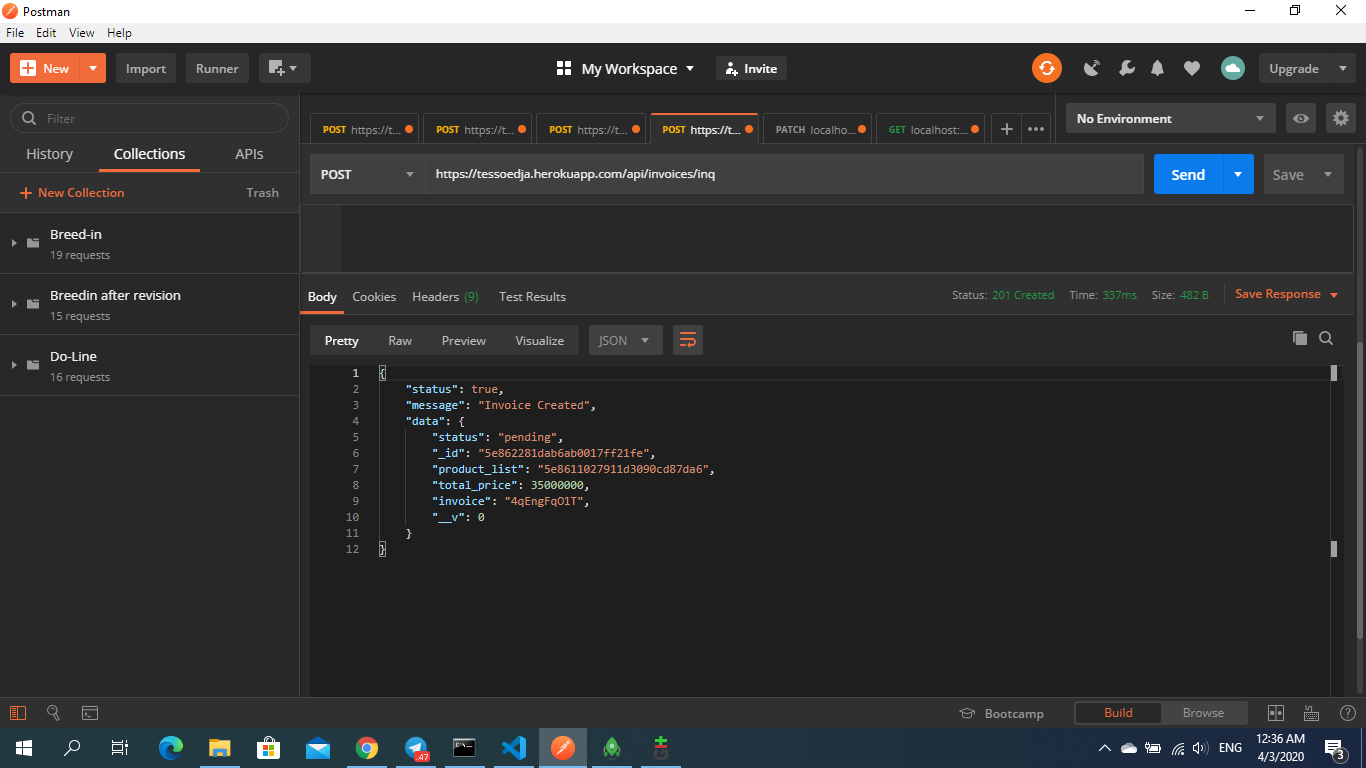 Postman
File Edit View Help
New Import Runner My Workspace Invite Upgrade
Filter
History Collections APIs
New Collection Trash
Breed-in
19 requests
Breedin after revision
15 requests
Do-Line
16 requests
POST https://t... POST https://t... POST https://t... POST https://t... PATCH localho... GET localhost:... No Environment
POST https://tessoedja.herokuapp.com/api/invoices/inq Send Save
Body Cookies Headers (9) Test Results Status: 201 Created Time: 337ms Size: 482 B Save Response
Pretty Raw Preview Visualize JSON
1 {
2 "status": true,
3 "message": "Invoice Created",
4 "data": {
5 "status": "pending",
6 "_id": "5e862281dab6ab0017ff21fe",
7 "product_list": "5e8611027911d3090cd87da6",
8 "total_price": 35000000,
9 "invoice": "4qEngFqO1T",
10 "__v": 0
11 }
12 }
Bootcamp Build Browse
.47 C:\. ENG 12:36 AM
4/3/2020 3